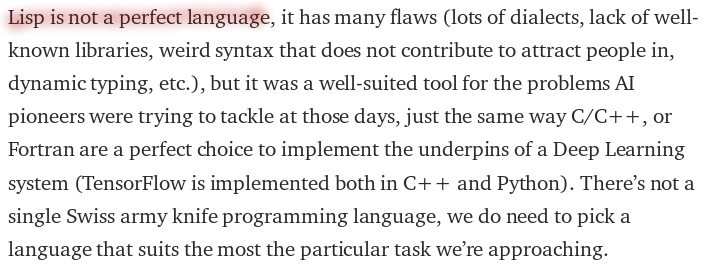 Lisp is not a perfect language, it has many flaws (lots of dialects, lack of well-
known libraries, weird syntax that does not contribute to attract people in,
dynamic typing, etc.), but it was a well-suited tool for the problems AI
pioneers were trying to tackle at those days, just the same way C/C++, or
Fortran are a perfect choice to implement the underpins of a Deep Learning
system (TensorFlow is implemented both in C++ and Python). There’s not a
single Swiss army knife programming language, we do need to pick a
language that suits the most the particular task we’re approaching.